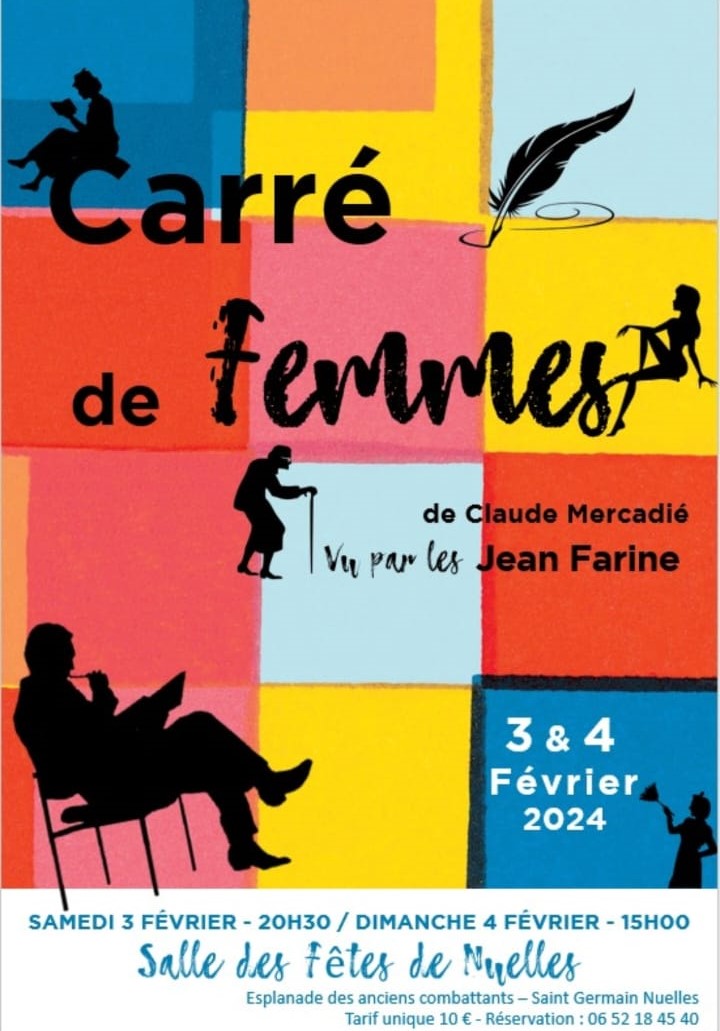 Carré
de femmes
de Claude Mercadié
Vu par les Jean Farine
3 & 4
Février
2024
SAMEDI 3 FÉVRIER - 20H30 / DIMANCHE 4 FÉVRIER - 15H00
Salle des Fêtes de Nuelles
Esplanade des anciens combattants – Saint Germain Nuelles
Tarif unique 10 € - Réservation : 06 52 18 45 40